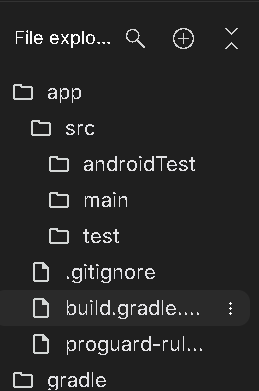 File explo...
app
src
androidTest
main
test
.gitignore
build.gradle....
proguard-rul...
gradle